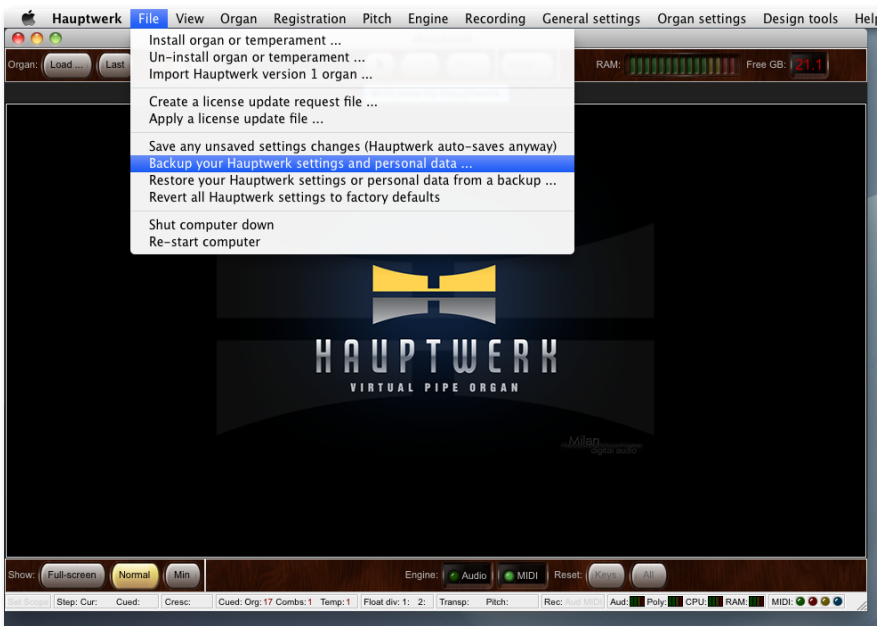 Hauptwerk File View Organ Registration Pitch Engine Recording General settings Organ settings Design tools Help
Install organ or temperament ...
Organ: Load ... Last
Un-install organ or temperament ...
RAM: Free GB: 21.1
Import Hauptwerk version 1 organ ...
Create a license update request file ...
Apply a license update file ...
Save any unsaved settings changes (Hauptwerk auto-saves anyway)
Backup your Hauptwerk settings and personal data ...
Restore your Hauptwerk settings or personal data from a backup ...
Revert all Hauptwerk settings to factory defaults
Shut computer down
Re-start computer
HAUPTWERK
VIRTUAL PIPE ORGAN
Milan
digital audio
Show: Full-screen Normal Min Engine: Audio MIDI Reset: Keys All
Set Scope Step: Cur: Cued: Cresc: Cued: Org:17 Combs:1 Temp:1 Float div: 1: 2: Transp: Pitch: Rec: Aud MIDI Aud: Poly: CPU: RAM: MIDI: